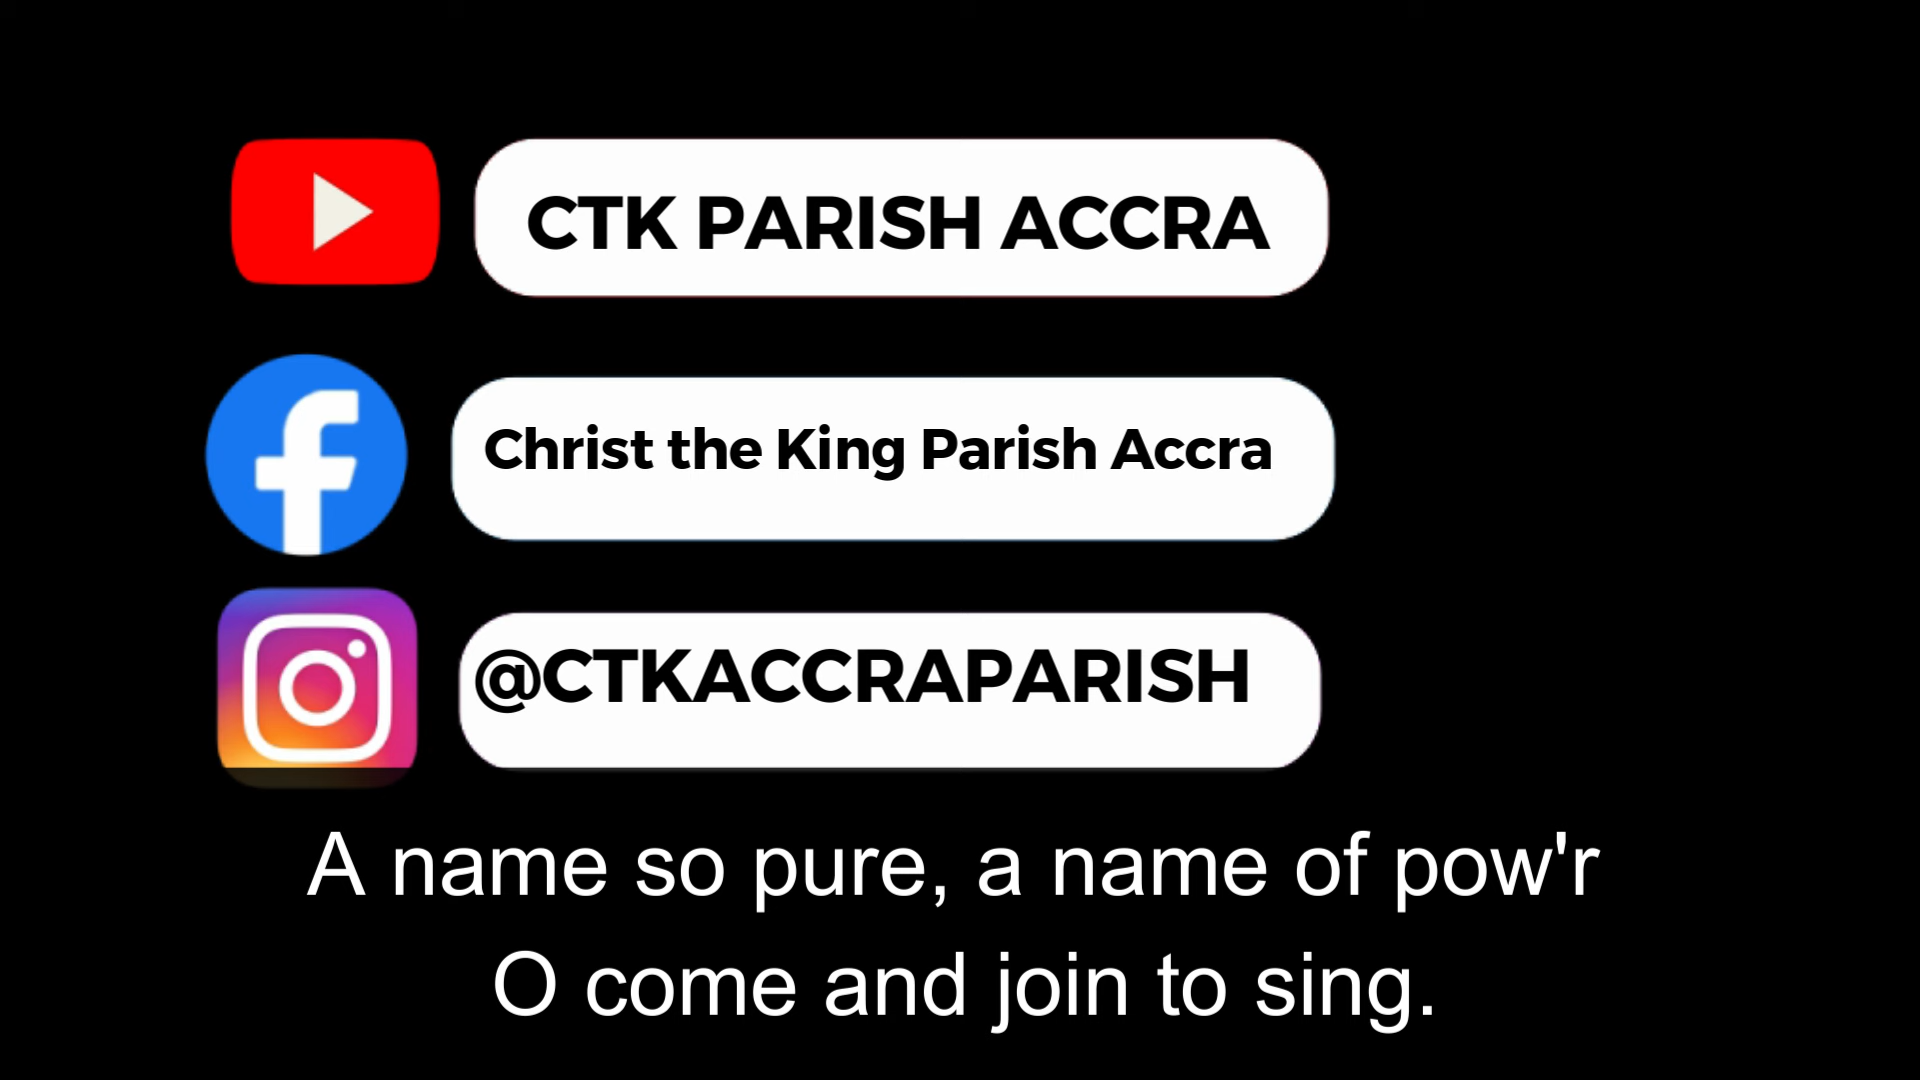 CTK PARISH ACCRA
Christ the King Parish Accra
@CTKACCRAPARISH
A name so pure, a name of pow'r
O come and join to sing.